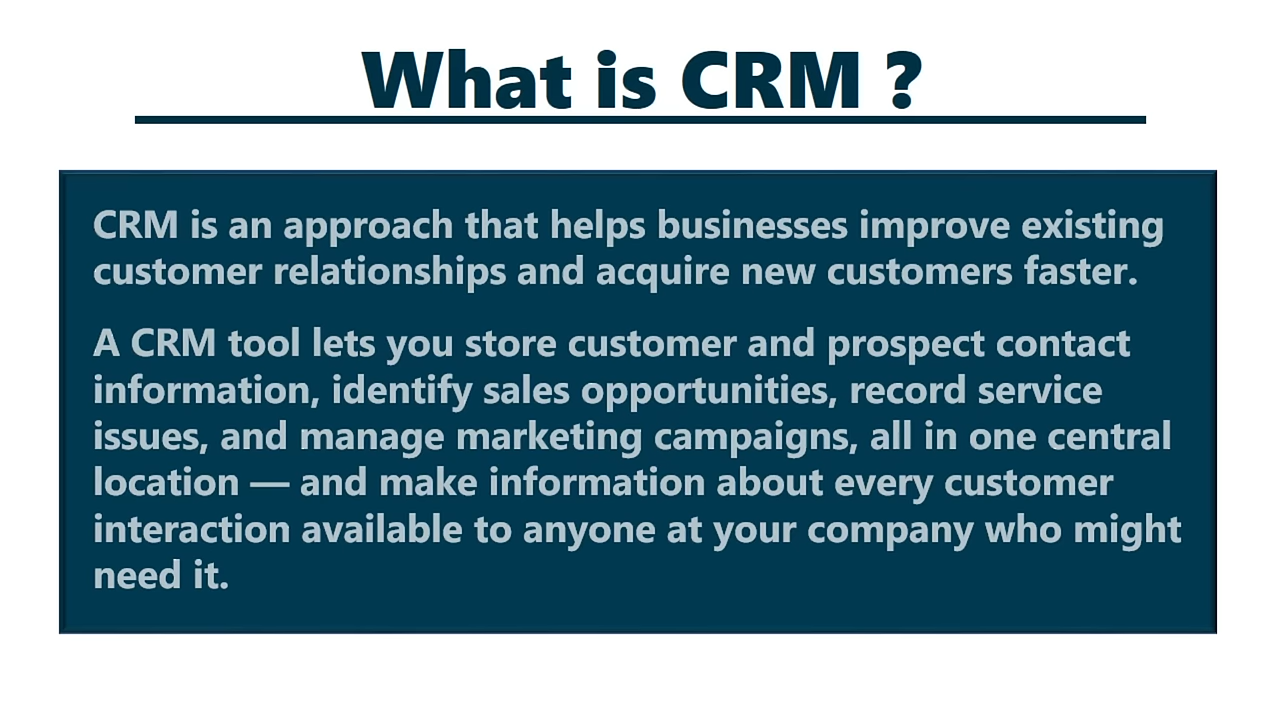 What is CRM ?
CRM is an approach that helps businesses improve existing
customer relationships and acquire new customers faster.
A CRM tool lets you store customer and prospect contact
information, identify sales opportunities, record service
issues, and manage marketing campaigns, all in one central
location — and make information about every customer
interaction available to anyone at your company who might
need it.